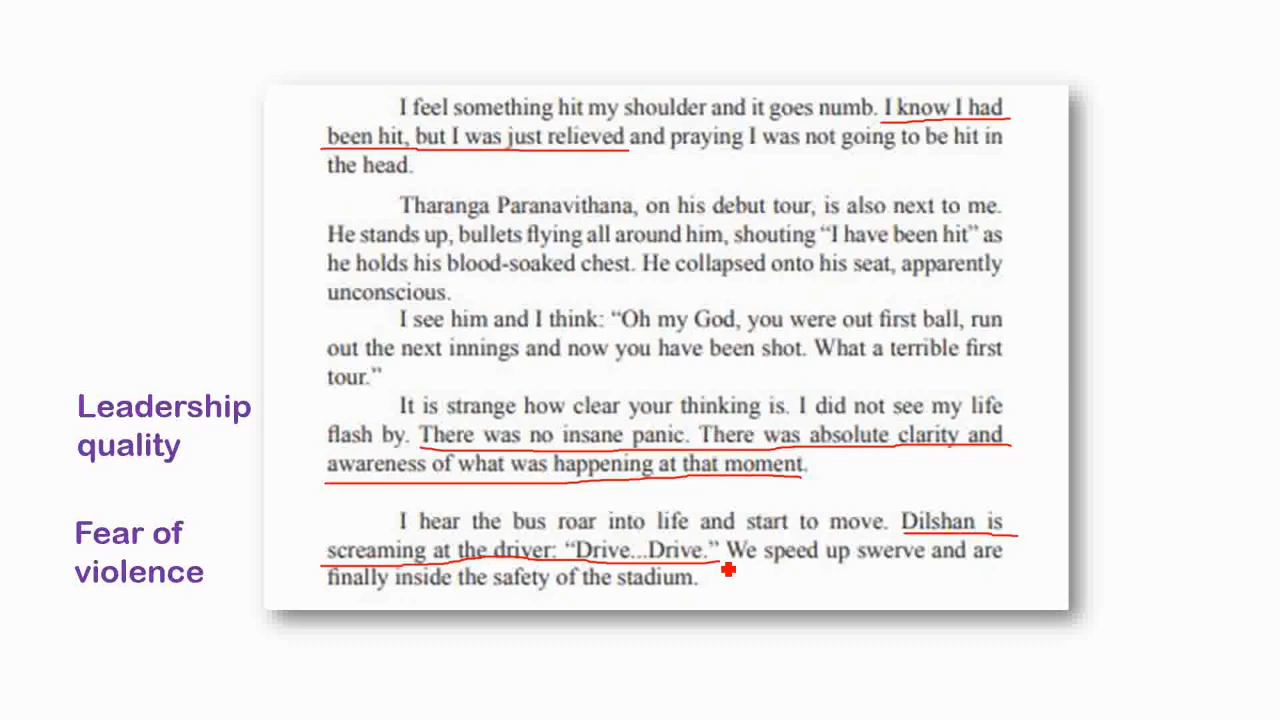 I feel something hit my shoulder and it goes numb. I know I had
been hit, but I was just relieved and praying I was not going to be hit in
the head.
Tharanga Paranavithana, on his debut tour, is also next to me.
He stands up, bullets flying all around him, shouting “I have been hit” as
he holds his blood-soaked chest. He collapsed onto his seat, apparently
unconscious.
I see him and I think: “Oh my God, you were out first ball, run
out the next innings and now you have been shot. What a terrible first
tour.”
It is strange how clear your thinking is. I did not see my life
flash by. There was no insane panic. There was absolute clarity and
awareness of what was happening at that moment.
I hear the bus roar into life and start to move. Dilshan is
screaming at the driver: “Drive...Drive.” We speed up swerve and are
finally inside the safety of the stadium.
Leadership
quality
Fear of
violence